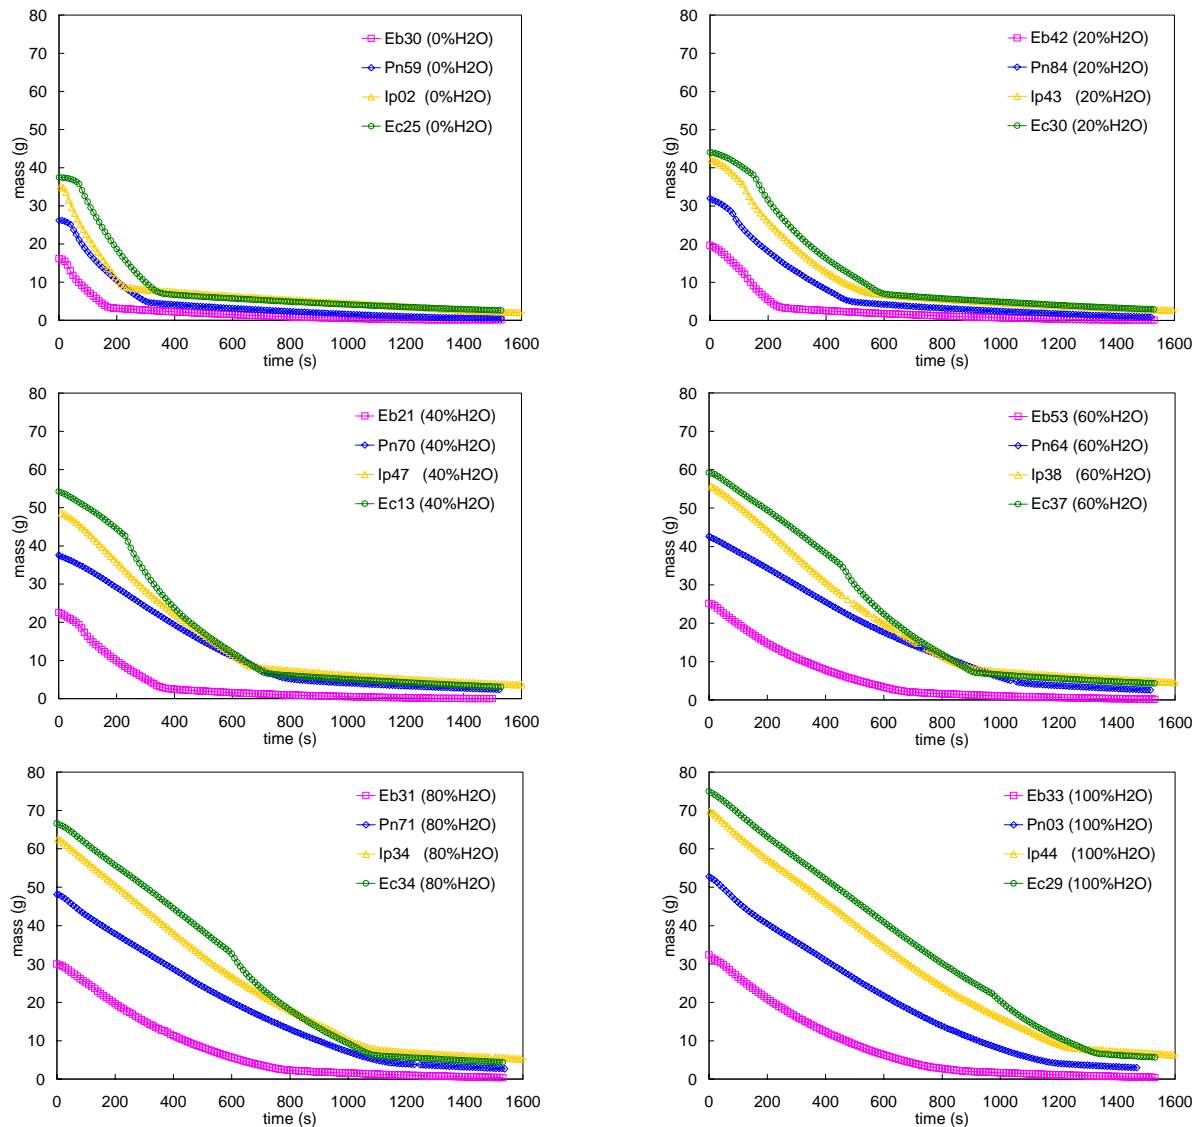 80
70
60
50
40
30
20
10
0
mass (g)
Eb30 (0%H2O)
Pn59 (0%H2O)
Ip02 (0%H2O)
Ec25 (0%H2O)
0 200 400 600 800 1000 1200 1400 1600
time (s)
80
70
60
50
40
30
20
10
0
mass (g)
Eb42 (20%H2O)
Pn84 (20%H2O)
Ip43 (20%H2O)
Ec30 (20%H2O)
0 200 400 600 800 1000 1200 1400 1600
time (s)
80
70
60
50
40
30
20
10
0
mass (g)
Eb21 (40%H2O)
Pn70 (40%H2O)
Ip47 (40%H2O)
Ec13 (40%H2O)
0 200 400 600 800 1000 1200 1400 1600
time (s)
80
70
60
50
40
30
20
10
0
mass (g)
Eb53 (60%H2O)
Pn64 (60%H2O)
Ip38 (60%H2O)
Ec37 (60%H2O)
0 200 400 600 800 1000 1200 1400 1600
time (s)
80
70
60
50
40
30
20
10
0
mass (g)
Eb31 (80%H2O)
Pn71 (80%H2O)
Ip34 (80%H2O)
Ec34 (80%H2O)
0 200 400 600 800 1000 1200 1400 1600
time (s)
80
70
60
50
40
30
20
10
0
mass (g)
Eb33 (100%H2O)
Pn03 (100%H2O)
Ip44 (100%H2O)
Ec29 (100%H2O)
0 200 400 600 800 1000 1200 1400 1600
time (s)